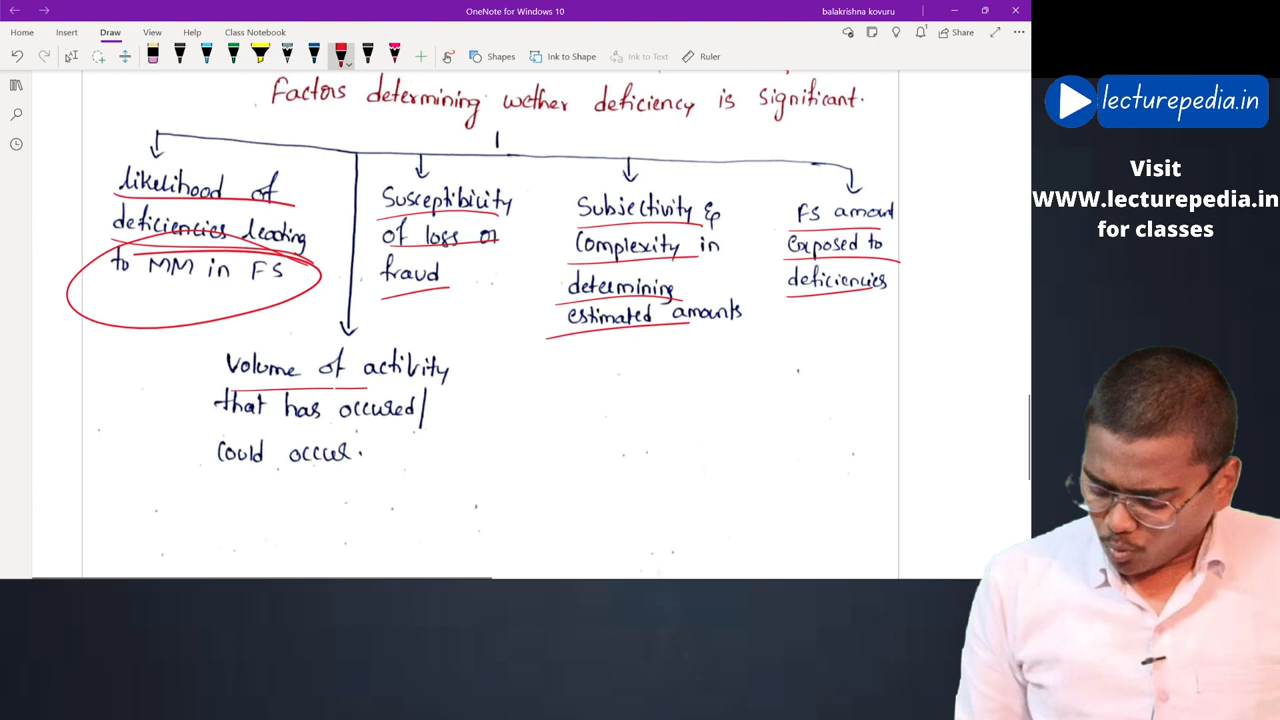 OneNote for Windows 10
balakrishna kovuru
Home Insert Draw View Help Class Notebook
Share
Shapes Ink to Shape Ink to Text Ruler
Factors determining wether deficiency is significant.
likelihood of
deficiencies leading
to MM in FS
Susceptibicity
of loss or
fraud
Subjectivity &
Complexity in
determining
estimated amounts
FS amount
exposed to
deficiencies
Volume of activity
that has occured/
Could occur.
lecturepedia.in
Visit
WWW.lecturepedia.in
for classes